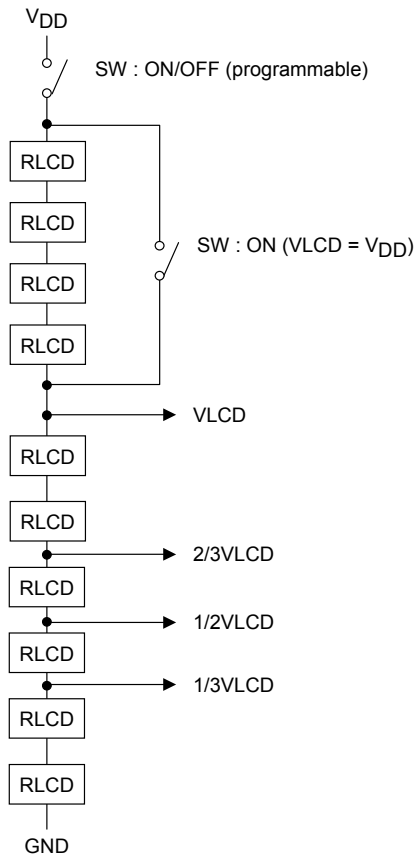 VDD
SW : ON/OFF (programmable)
RLCD
RLCD
RLCD
SW : ON (VLCD = VDD)
RLCD
RLCD
VLCD
RLCD
RLCD
2/3VLCD
RLCD
1/2VLCD
RLCD
1/3VLCD
RLCD
RLCD
GND